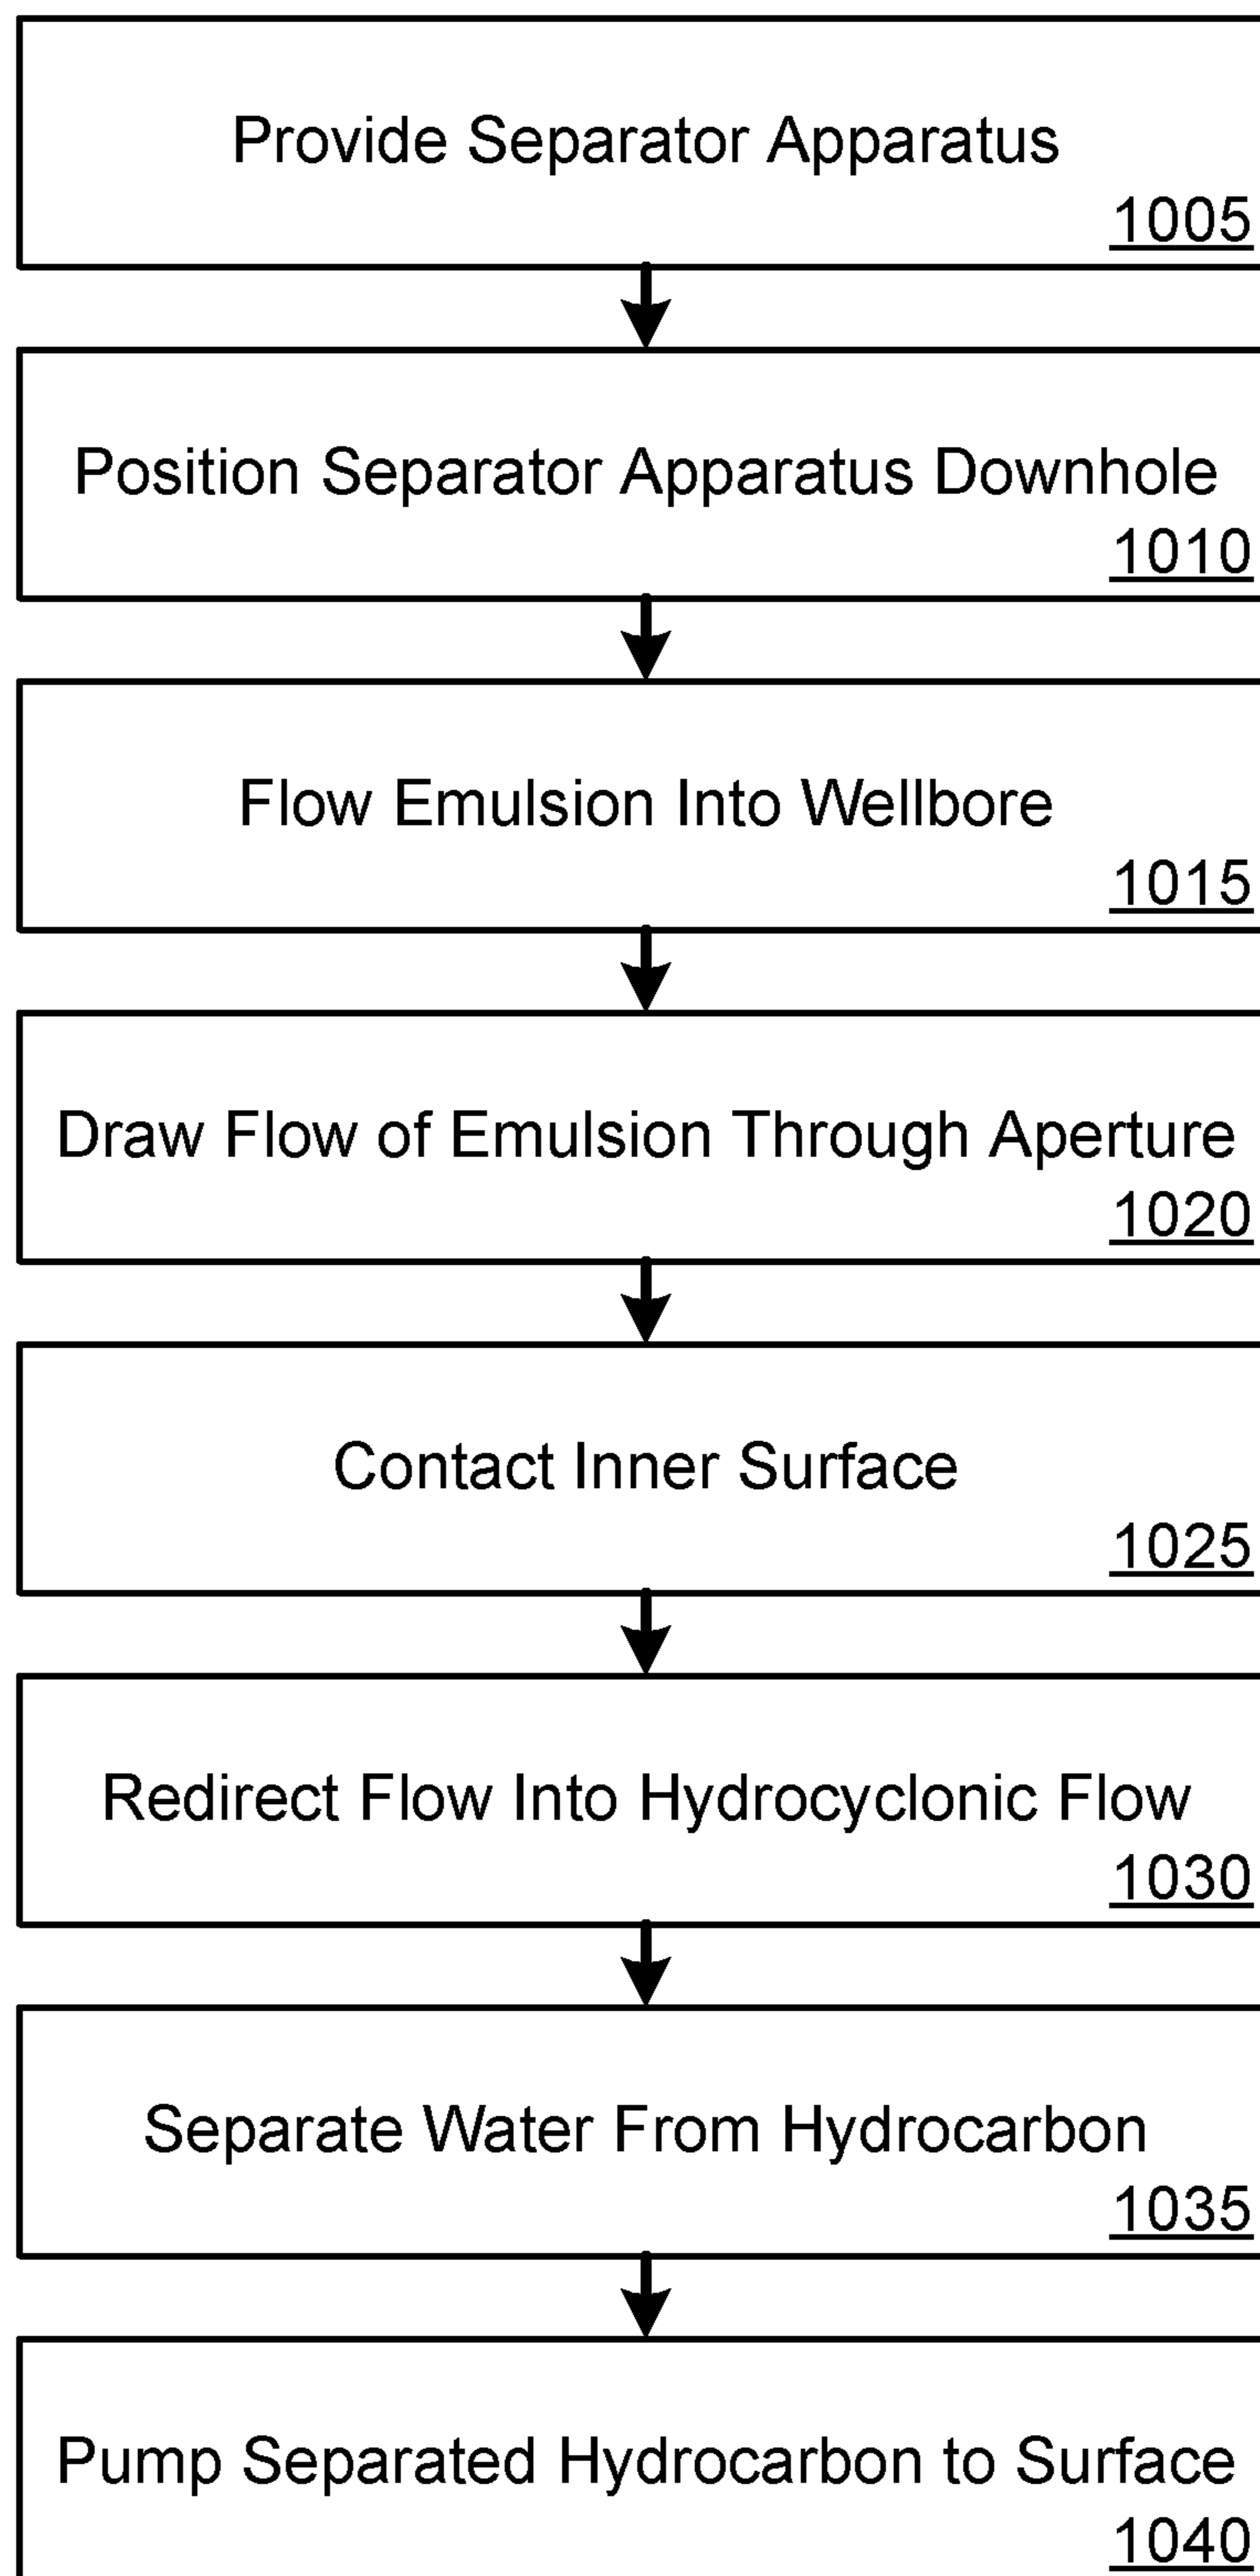 Provide Separator Apparatus
1005
Position Separator Apparatus Downhole
1010
Flow Emulsion Into Wellbore
1015
Draw Flow of Emulsion Through Aperture
1020
Contact Inner Surface
1025
Redirect Flow Into Hydrocyclonic Flow
1030
Separate Water From Hydrocarbon
1035
Pump Separated Hydrocarbon to Surface
1040